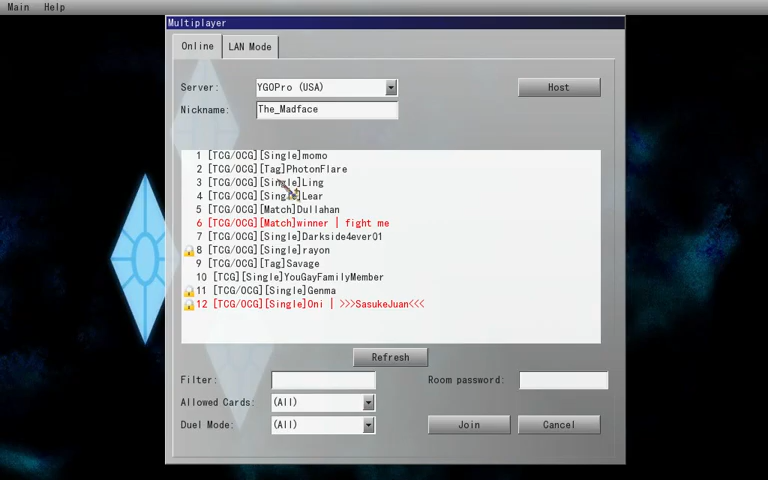 Main Help
Multiplayer
Online LAN Mode
Server: YGOPro (USA) Host
Nickname: The_Madface
1 [TCG/OCG][Single]momo
2 [TCG/OCG][Tag]PhotonFlare
3 [TCG/OCG][Single]Ling
4 [TCG/OCG][Single]Lear
5 [TCG/OCG][Match]Dullahan
6 [TCG/OCG][Match]winner | fight me
7 [TCG/OCG][Single]Darkside4ever01
8 [TCG/OCG][Single]rayon
9 [TCG/OCG][Tag]Savage
10 [TCG][Single]YouGayFamilyMember
11 [TCG/OCG][Single]Genma
12 [TCG/OCG][Single]Oni | >>>SasukeJuan<<<
Refresh
Filter: Room password:
Allowed Cards: (All)
Duel Mode: (All) Join Cancel